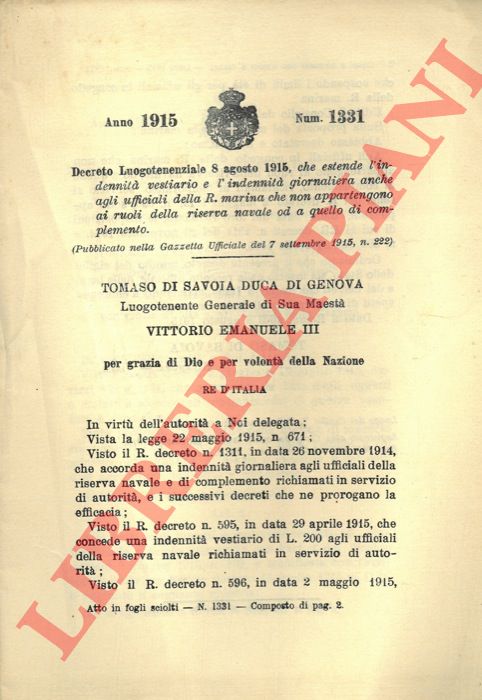 Anno 1915
Num. 1331
Decreto Luogotenenziale 8 agosto 1915, che estende l'in-
dennità vestiario e l'indennità giornaliera anche
agli ufficiali della R. marina che non appartengono
ai ruoli della riserva navale od a quello di com-
plemento.
(Pubblicato nella Gazzetta Ufficiale del 7 settembre 1915, n. 222)
TOMASO DI SAVOIA DUCA DI GENOVA
Luogotenente Generale di Sua Maestà
VITTORIO EMANUELE III
per grazia di Dio e per volontà della Nazione
RE D'ITALIA
In virtù dell'autorità a Noi delegata;
Vista la legge 22 maggio 1915, n 671;
Visto il R. decreto n. 1311, in data 26 novembre 1914,
che accorda una indennità giornaliera agli ufficiali della
riserva navale e di complemento richiamati in servizio
di autorità, e i successivi decreti che ne prorogano la
efficacia;
Visto il R. decreto n. 595, in data 29 aprile 1915, che
concede una indennità vestiario di L. 200 agli ufficiali
della riserva navale richiamati in servizio di auto-
rità;
Visto il R. decreto n. 596, in data 2 maggio 1915,
Atto in fogli sciolti — N. 1331 — Composto di pag. 2.
LIBRERIA PIANI